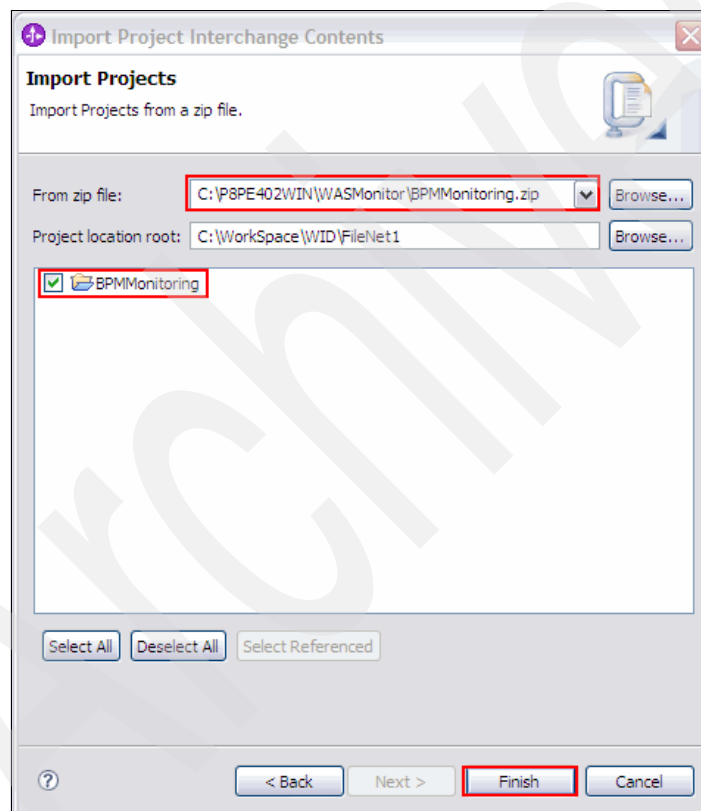 Import Project Interchange Contents
Import Projects
Import Projects from a zip file.
From zip file: C:\P8PE402WIN\WASMonitor\BPMMonitoring.zip Browse...
Project location root: C:\WorkSpace\WID\FileNet1 Browse...
BPMMonitoring
Select All Deselect All Select Referenced
? < Back Next > Finish Cancel